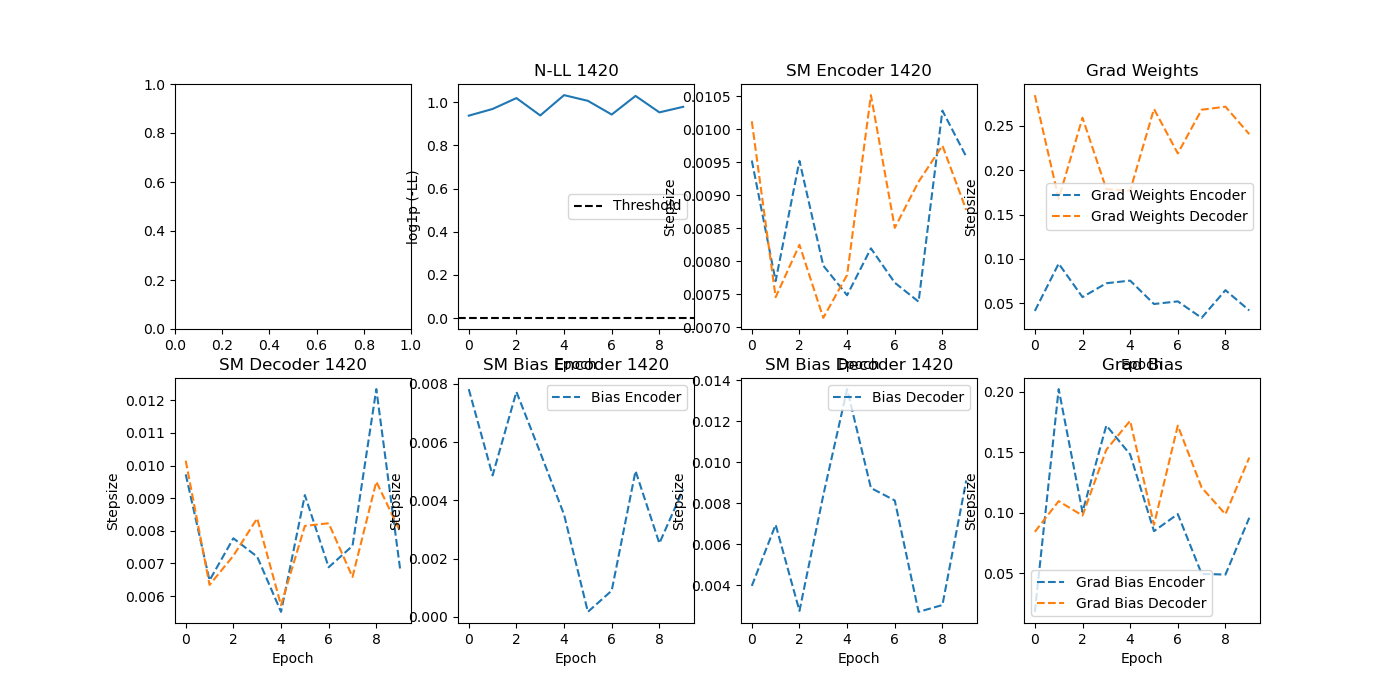 1.0
0.8
0.6
0.4
0.2
0.0
0.0 0.2 0.4 0.6 0.8 1.0
N-LL 1420
log1p (-LL)
1.0
0.8
0.6
0.4
0.2
0.0
Threshold
0 2 4 6 8
Epoch
SM Encoder 1420
Stepsize
0.0105
0.0100
0.0095
0.0090
0.0085
0.0080
0.0075
0.0070
0 2 4 6 8
Epoch
Grad Weights
Stepsize
0.25
0.20
0.15
0.10
0.05
Grad Weights Encoder
Grad Weights Decoder
0 2 4 6 8
Epoch
SM Decoder 1420
Stepsize
0.012
0.011
0.010
0.009
0.008
0.007
0.006
0 2 4 6 8
Epoch
SM Bias Encoder 1420
Stepsize
0.008
0.006
0.004
0.002
0.000
Bias Encoder
0 2 4 6 8
Epoch
SM Bias Decoder 1420
Stepsize
0.014
0.012
0.010
0.008
0.006
0.004
Bias Decoder
0 2 4 6 8
Epoch
Grad Bias
Stepsize
0.20
0.15
0.10
0.05
Grad Bias Encoder
Grad Bias Decoder
0 2 4 6 8
Epoch